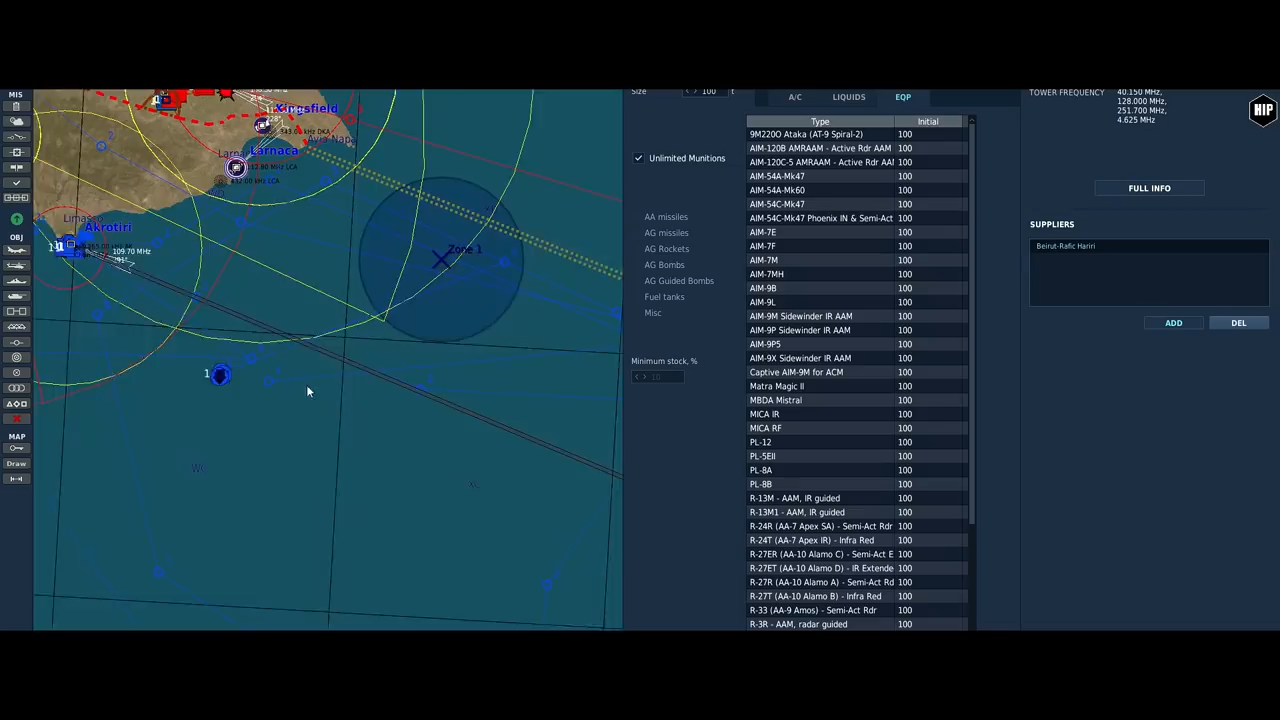 MIS
OBJ
MAP
Draw
Kingsfield
228°
343.00 kHz DKA
Larnaca
Akrotiri
109.70 MHz
Zone 1
1
2
Size
100
t
Unlimited Munitions
AA missiles
AG missiles
AG Rockets
AG Bombs
AG Guided Bombs
Fuel tanks
Misc
Minimum stock, %
10
A/C
LIQUIDS
EQP
Type
Initial
9M220O Ataka (AT-9 Spiral-2) 100
AIM-120B AMRAAM - Active Rdr AAM 100
AIM-120C-5 AMRAAM - Active Rdr AAM 100
AIM-54A-Mk47 100
AIM-54A-Mk60 100
AIM-54C-Mk47 100
AIM-54C-Mk47 Phoenix IN & Semi-Act 100
AIM-7E 100
AIM-7F 100
AIM-7M 100
AIM-7MH 100
AIM-9B 100
AIM-9L 100
AIM-9M Sidewinder IR AAM 100
AIM-9P Sidewinder IR AAM 100
AIM-9P5 100
AIM-9X Sidewinder IR AAM 100
Captive AIM-9M for ACM 100
Matra Magic II 100
MBDA Mistral 100
MICA IR 100
MICA RF 100
PL-12 100
PL-5EII 100
PL-8A 100
PL-8B 100
R-13M - AAM, IR guided 100
R-13M1 - AAM, IR guided 100
R-24R (AA-7 Apex SA) - Semi-Act Rdr 100
R-24T (AA-7 Apex IR) - Infra Red 100
R-27ER (AA-10 Alamo C) - Semi-Act E 100
R-27ET (AA-10 Alamo D) - IR Extende 100
R-27R (AA-10 Alamo A) - Semi-Act Rd 100
R-27T (AA-10 Alamo B) - Infra Red 100
R-33 (AA-9 Amos) - Semi-Act Rdr 100
R-3R - AAM, radar guided 100
TOWER FREQUENCY
40.150 MHz,
128.000 MHz,
251.700 MHz,
4.625 MHz
HIP
FULL INFO
SUPPLIERS
Beirut-Rafic Hariri
ADD
DEL